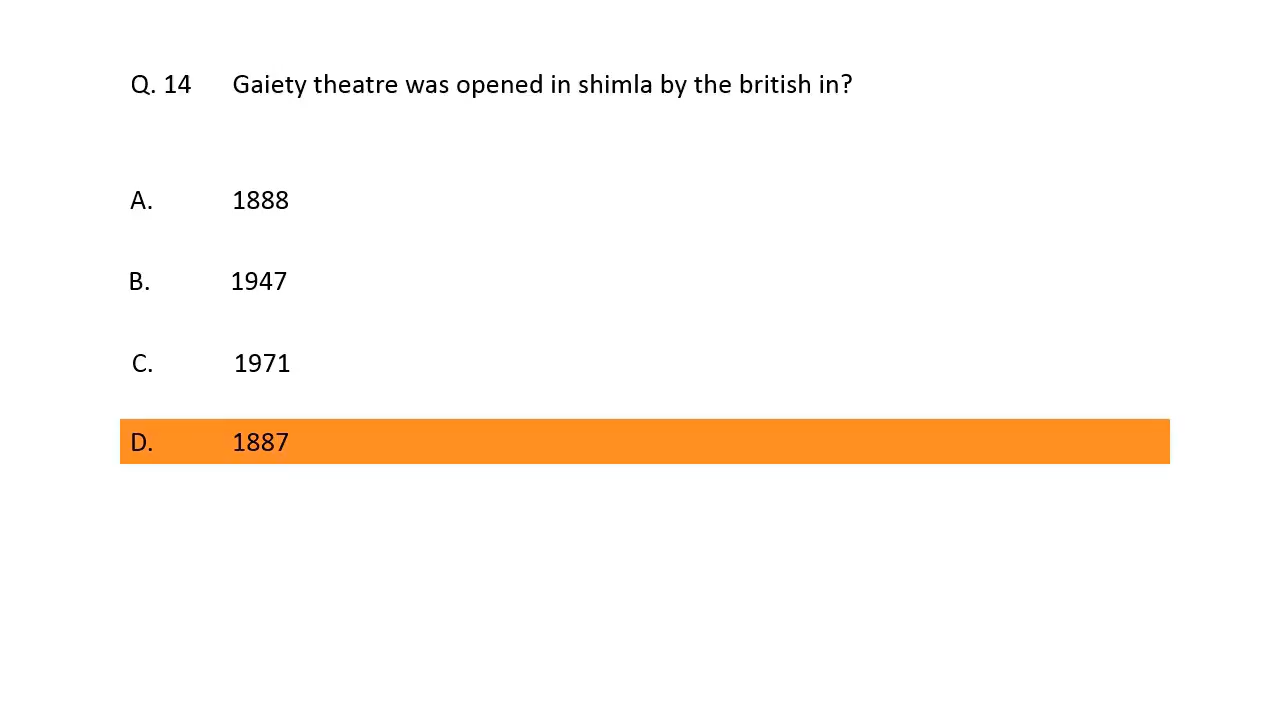 Q. 14 Gaiety theatre was opened in shimla by the british in?
A. 1888
B. 1947
C. 1971
D. 1887